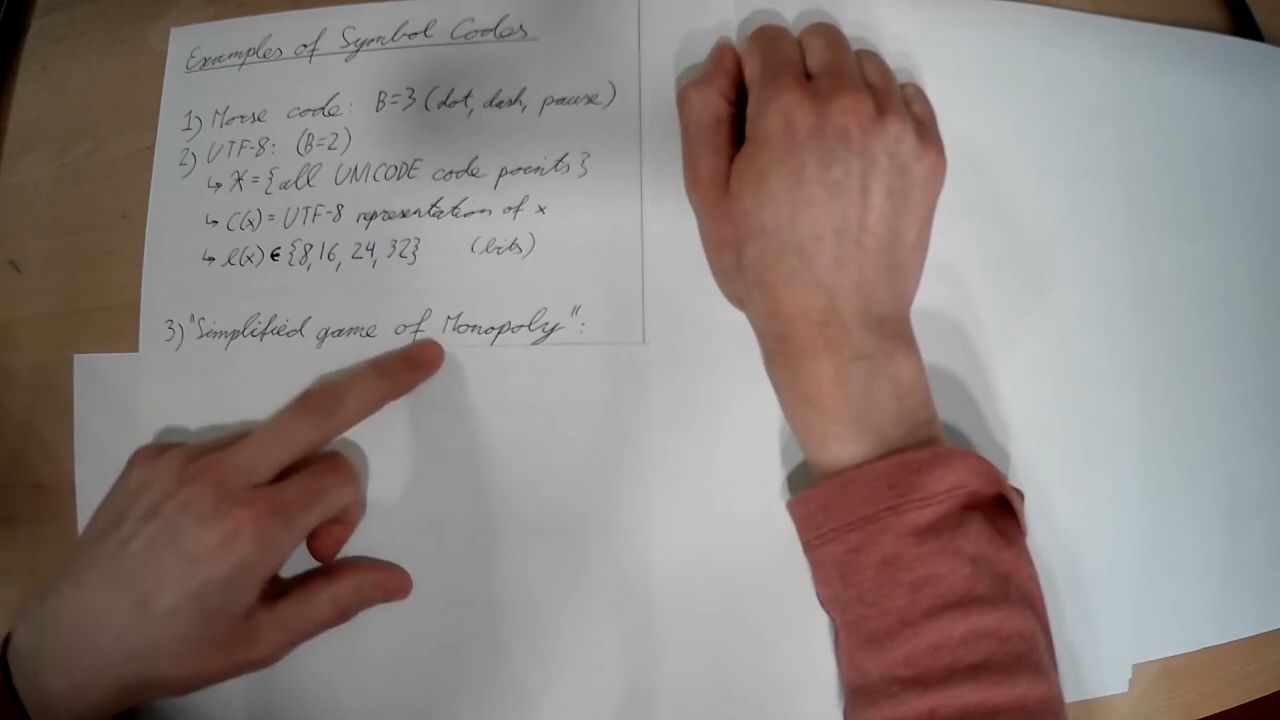 Examples of Symbol Codes
1) Morse code: B=3 (dot, dash, pause)
2) UTF-8: (B=2)
↳ X={all UNICODE code points}
↳ C(x) = UTF-8 representation of x
↳ l(x) ∈ {8, 16, 24, 32} (bits)
3) "Simplified game of Monopoly":